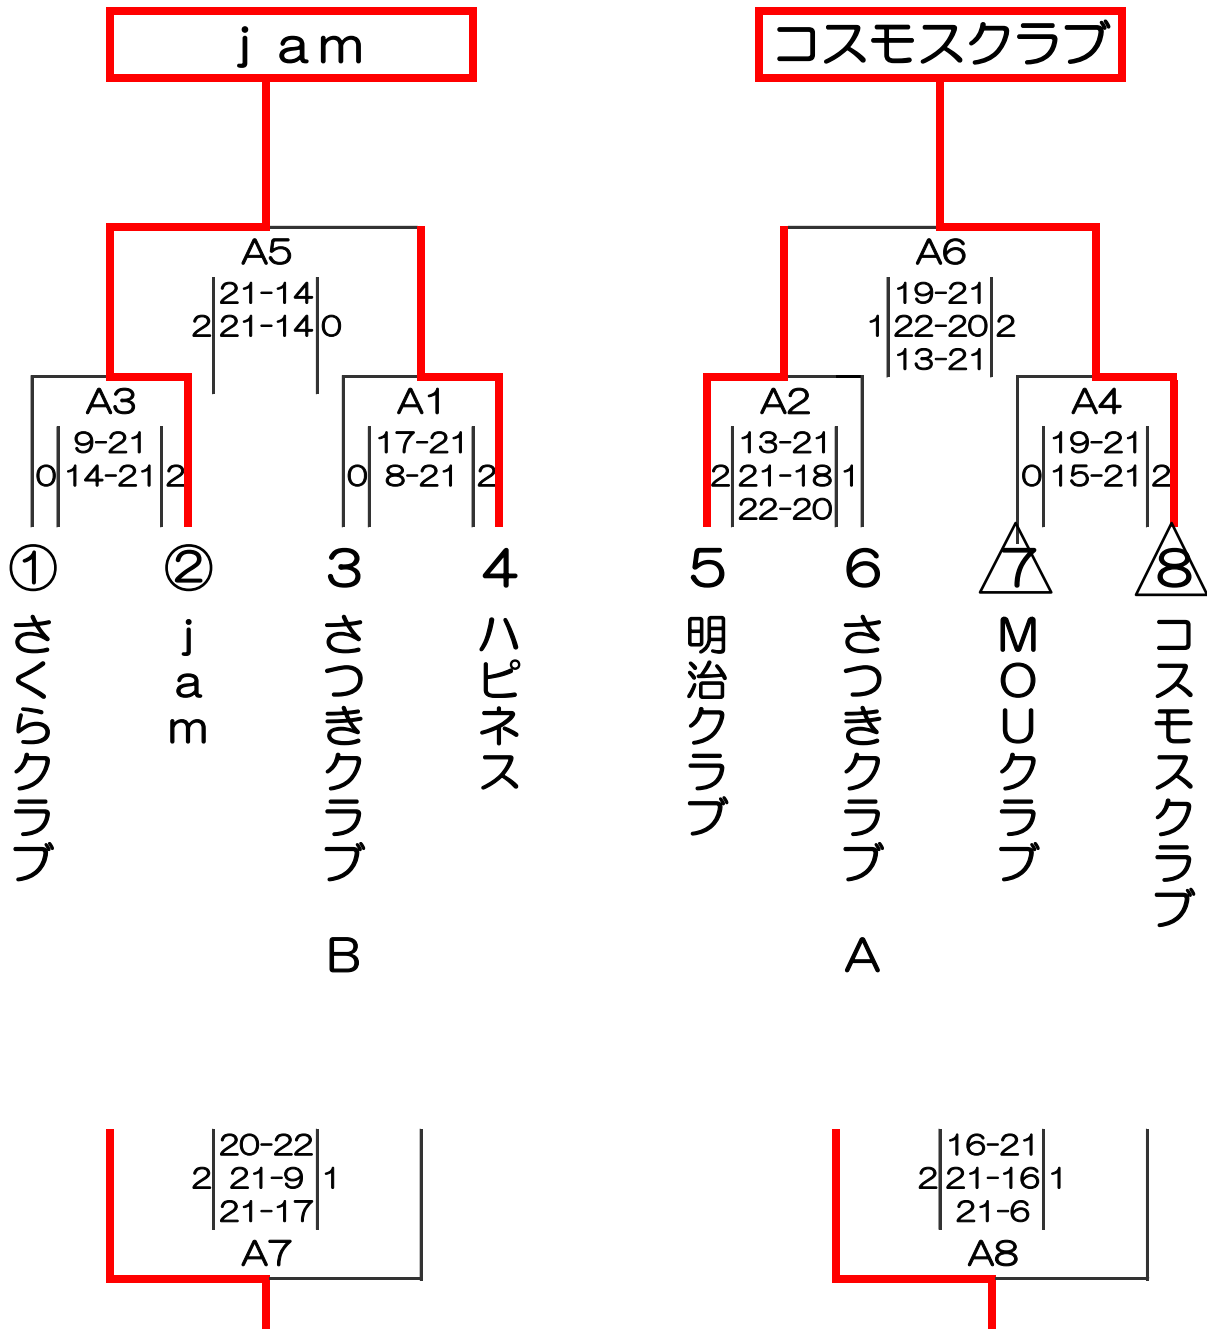 jam
コスモスクラブ
A5
21-14
2 21-14 0
A6
19-21
1 22-20 2
13-21
A3
9-21
0 14-21 2
A1
17-21
0 8-21 2
A2
13-21
2 21-18 1
22-20
A4
19-21
0 15-21 2
① ② 3 4 5 6 7 8
さくらクラブ
jam
さつきクラブ B
ハピネス
明治クラブ
さつきクラブ A
MOUクラブ
コスモスクラブ
20-22
2 21-9 1
21-17
A7
16-21
2 21-16 1
21-6
A8